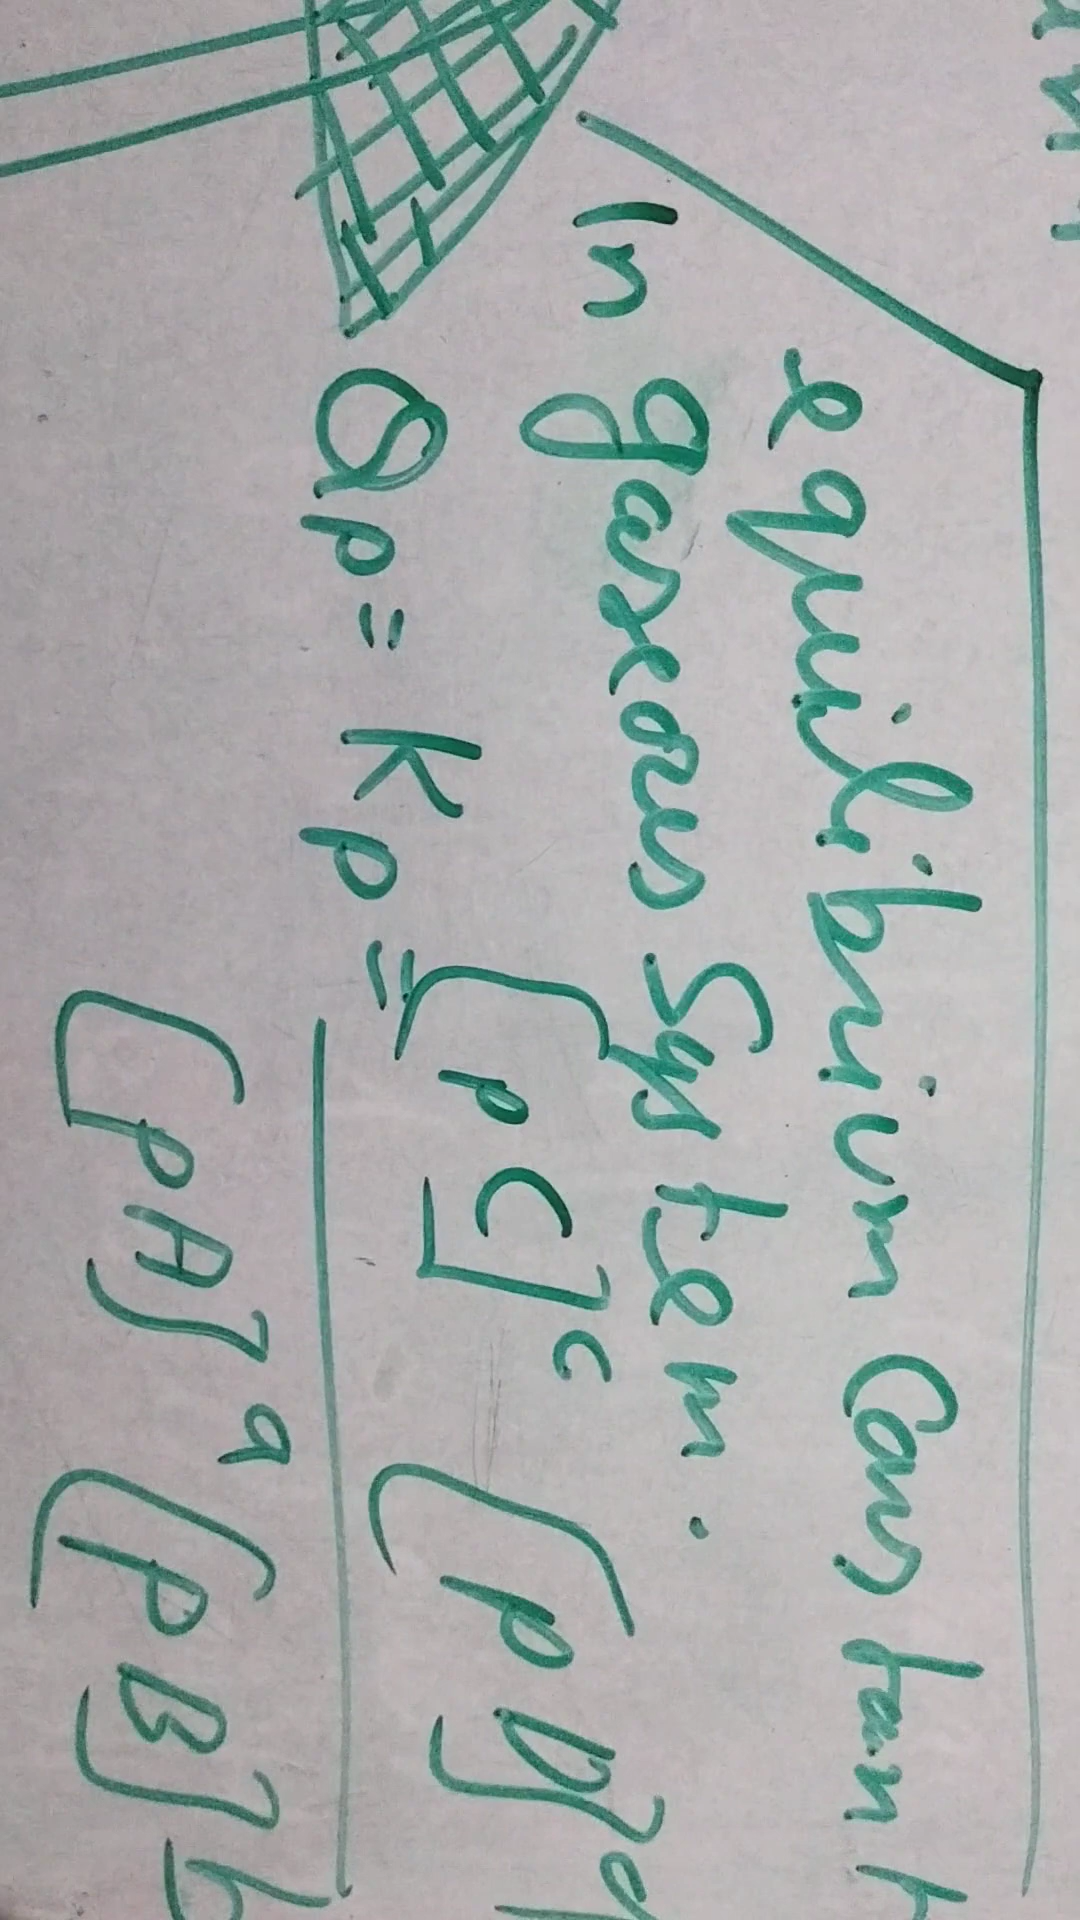 equilibrium Constant
In gaseous System.
Qp = Kp = [pC]^c [pD]^d
[pA]^a [pB]^b